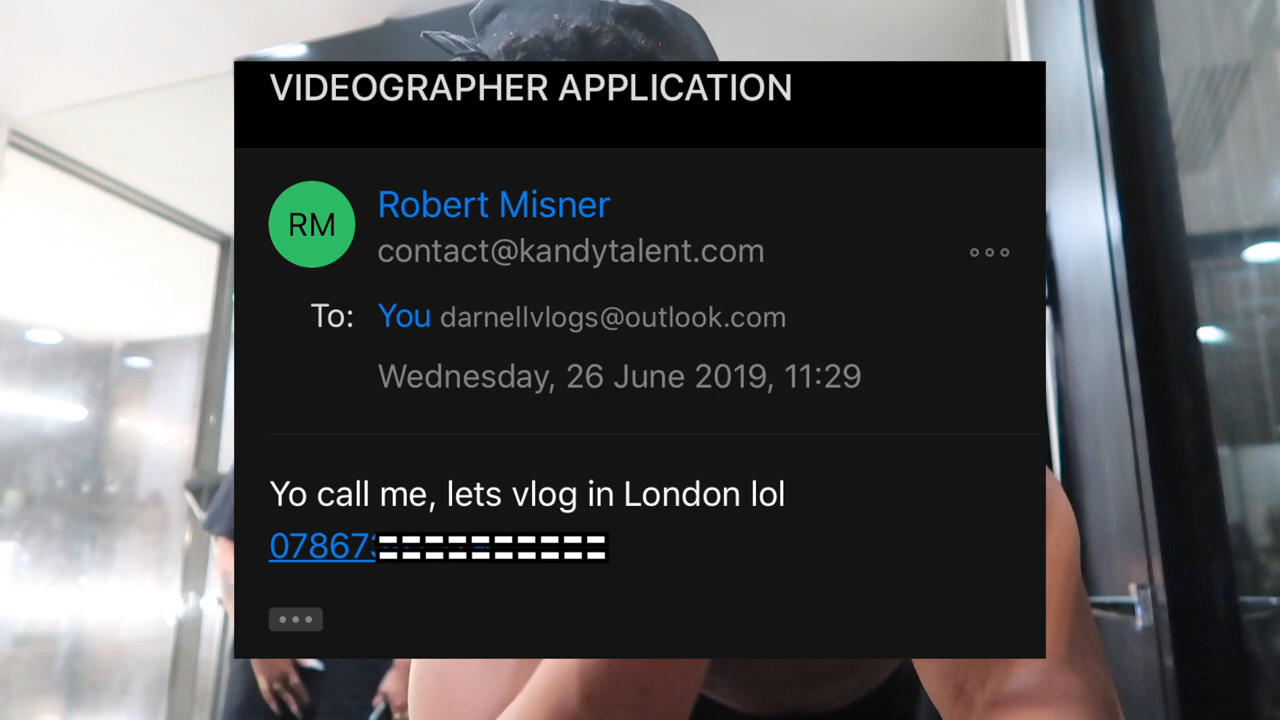 VIDEOGRAPHER APPLICATION
RM
Robert Misner
contact@kandytalent.com
To: You darnellvlogs@outlook.com
Wednesday, 26 June 2019, 11:29
Yo call me, lets vlog in London lol
07867